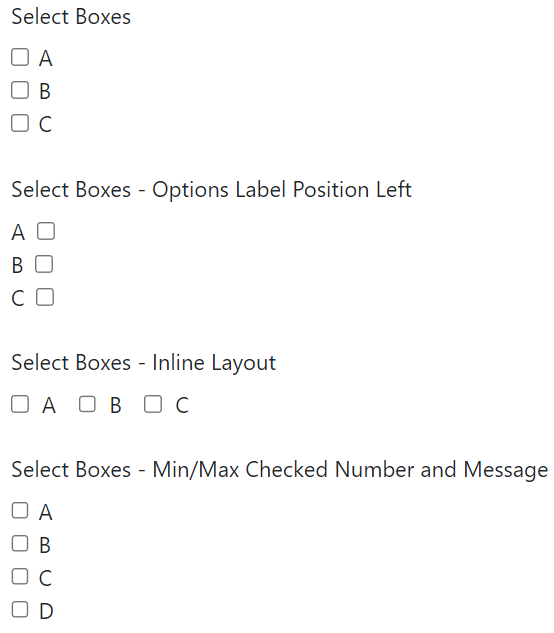 Select Boxes
A
B
C
Select Boxes - Options Label Position Left
A
B
C
Select Boxes - Inline Layout
A B C
Select Boxes - Min/Max Checked Number and Message
A
B
C
D